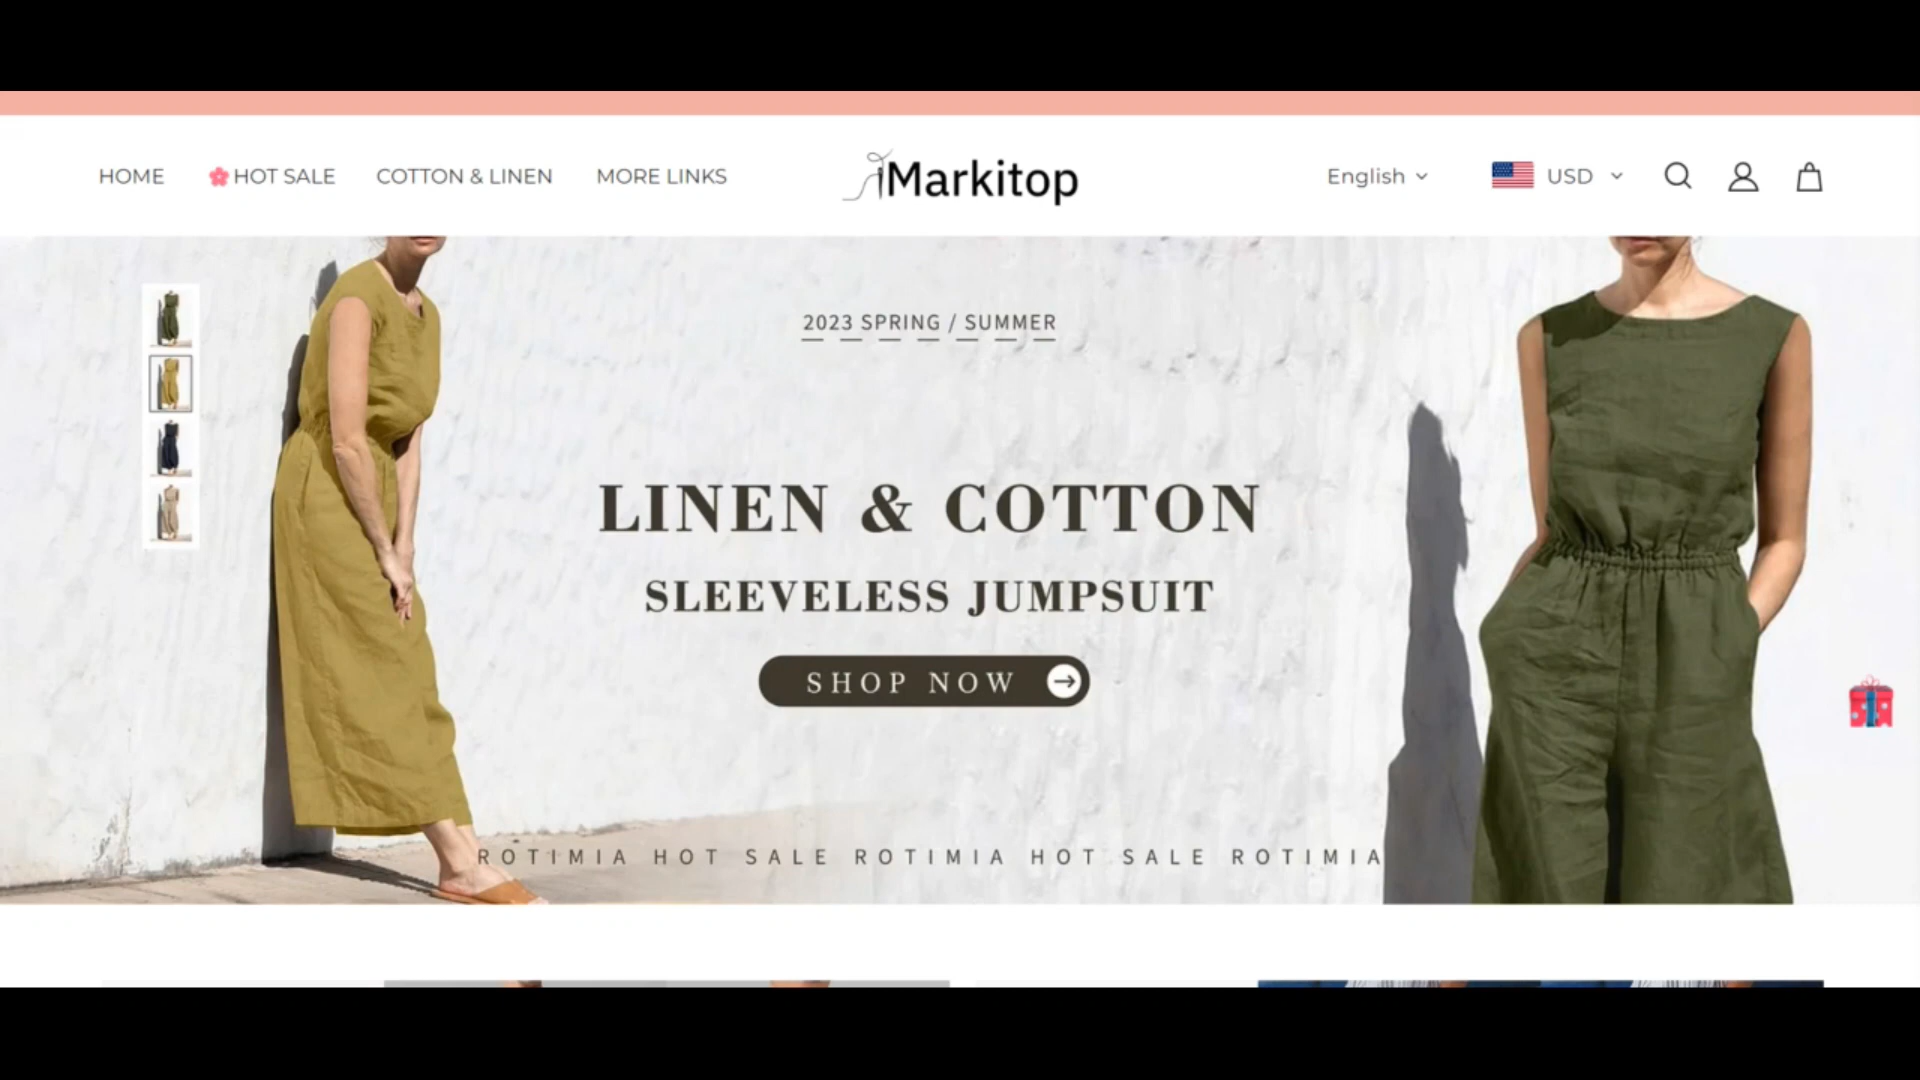 HOME HOT SALE COTTON & LINEN MORE LINKS Markitop English USD
2023 SPRING / SUMMER
LINEN & COTTON
SLEEVELESS JUMPSUIT
SHOP NOW
ROTIMIA HOT SALE ROTIMIA HOT SALE ROTIMIA